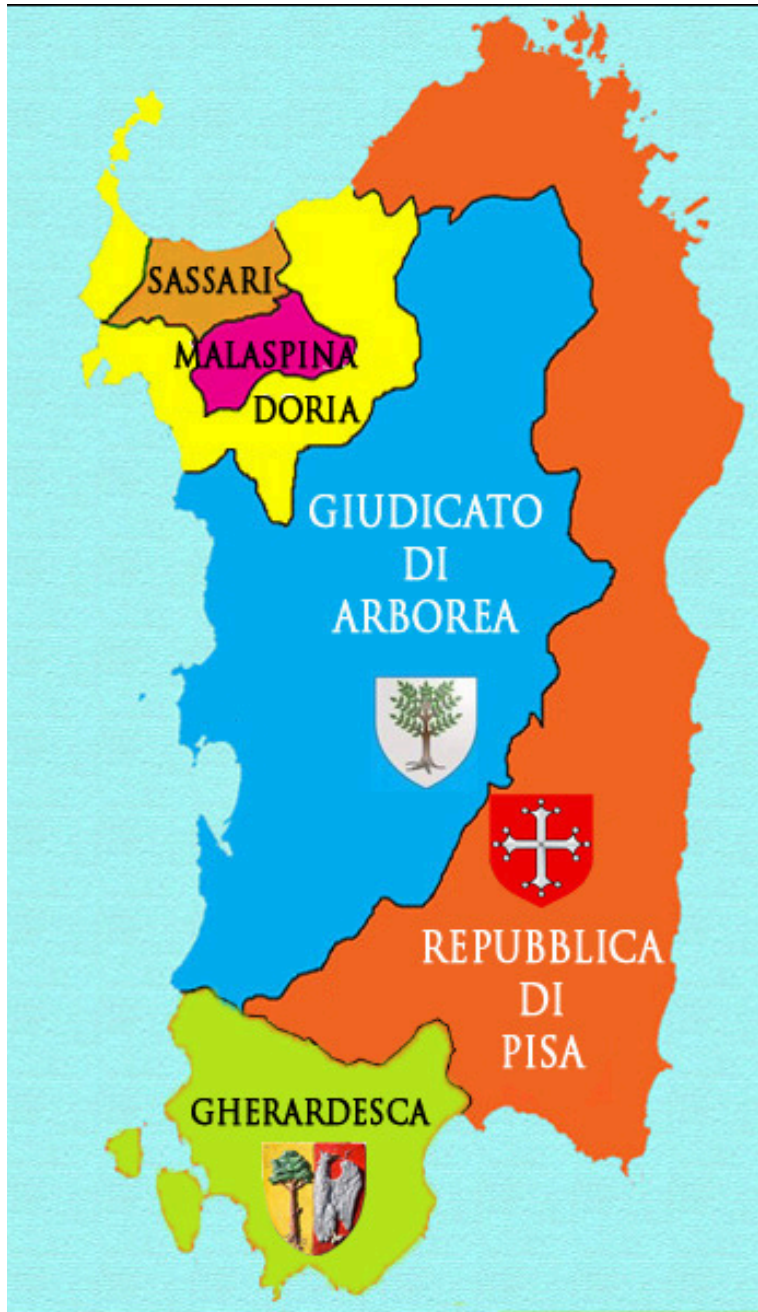 SASSARI
MALASPINA
DORIA
GIUDICATO
DI
ARBOREA
REPUBBLICA
DI
PISA
GHERARDESCA